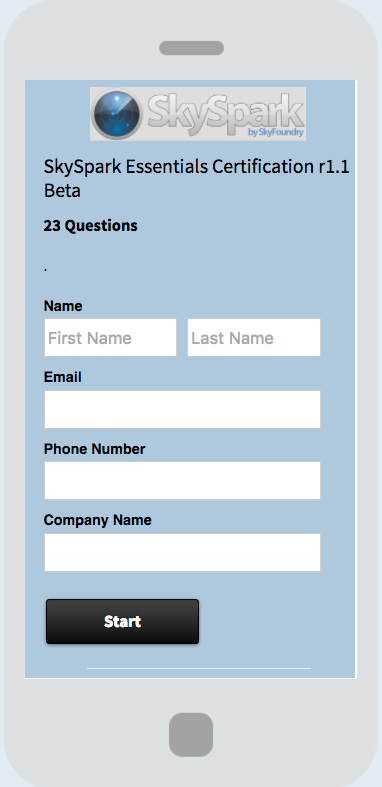 SkySpark
by SkyFoundry
SkySpark Essentials Certification r1.1
Beta
23 Questions
.
Name
First Name Last Name
Email
Phone Number
Company Name
Start